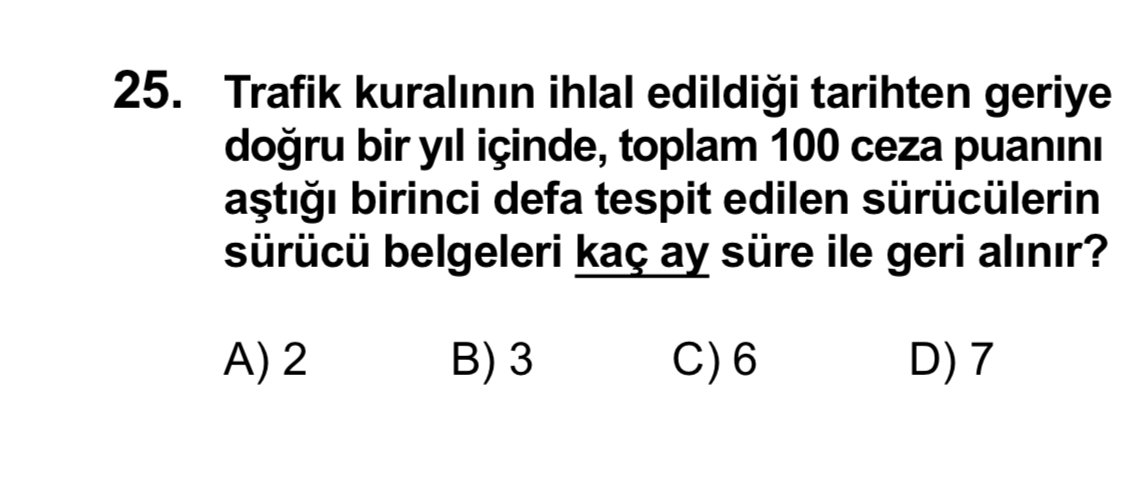 25. Trafik kuralının ihlal edildiği tarihten geriye
doğru bir yıl içinde, toplam 100 ceza puanını
aştığı birinci defa tespit edilen sürücülerin
sürücü belgeleri kaç ay süre ile geri alınır?
A) 2 B) 3 C) 6 D) 7